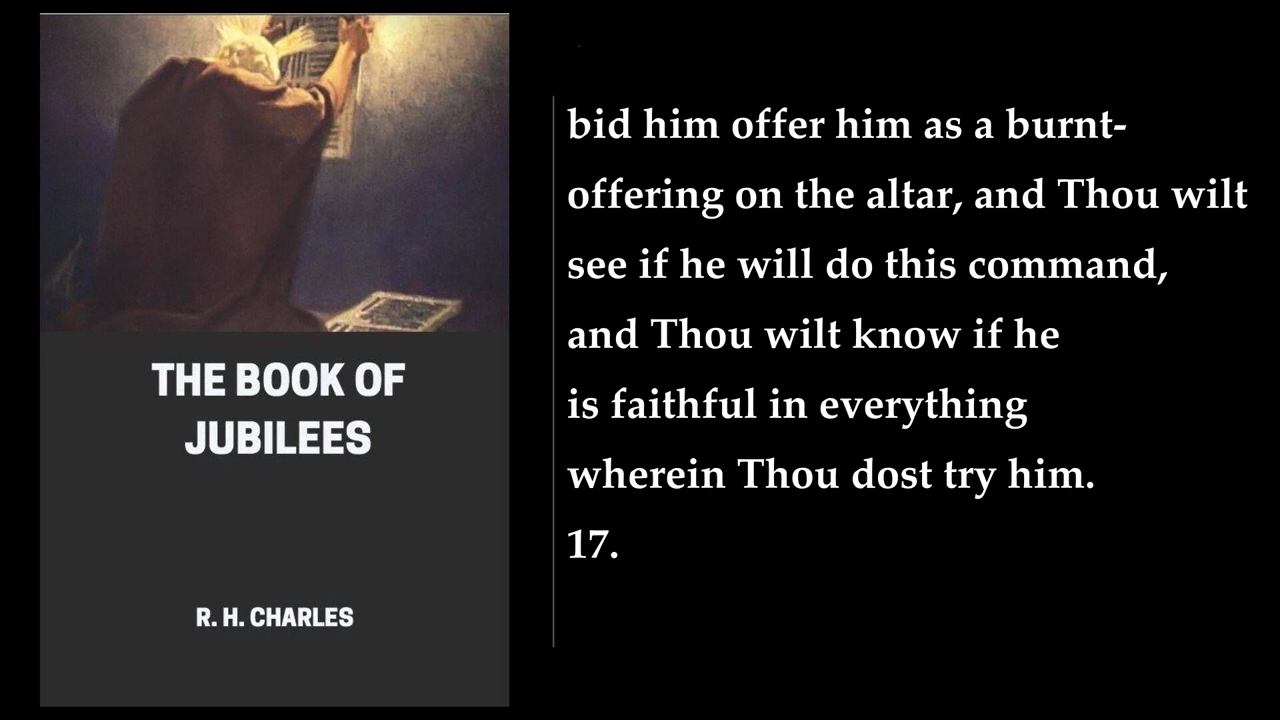 THE BOOK OF
JUBILEES
R. H. CHARLES
bid him offer him as a burnt-
offering on the altar, and Thou wilt
see if he will do this command,
and Thou wilt know if he
is faithful in everything
wherein Thou dost try him.
17.